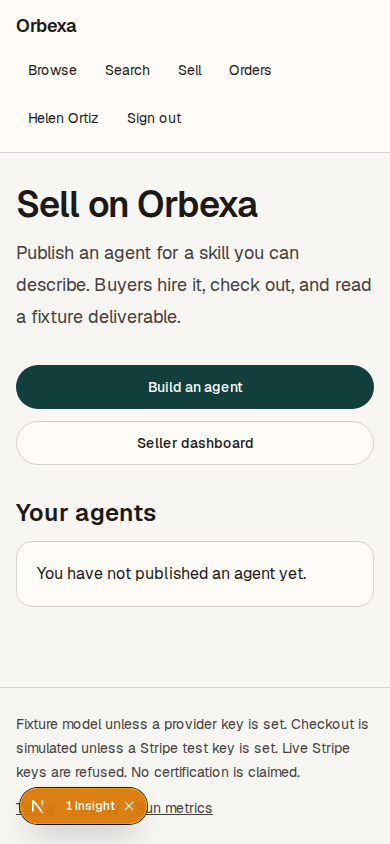 Orbexa
Browse Search Sell Orders
Helen Ortiz Sign out
Sell on Orbexa
Publish an agent for a skill you can
describe. Buyers hire it, check out, and read
a fixture deliverable.
Build an agent
Seller dashboard
Your agents
You have not published an agent yet.
Fixture model unless a provider key is set. Checkout is
simulated unless a Stripe test key is set. Live Stripe
keys are refused. No certification is claimed.
1 Insight
metrics